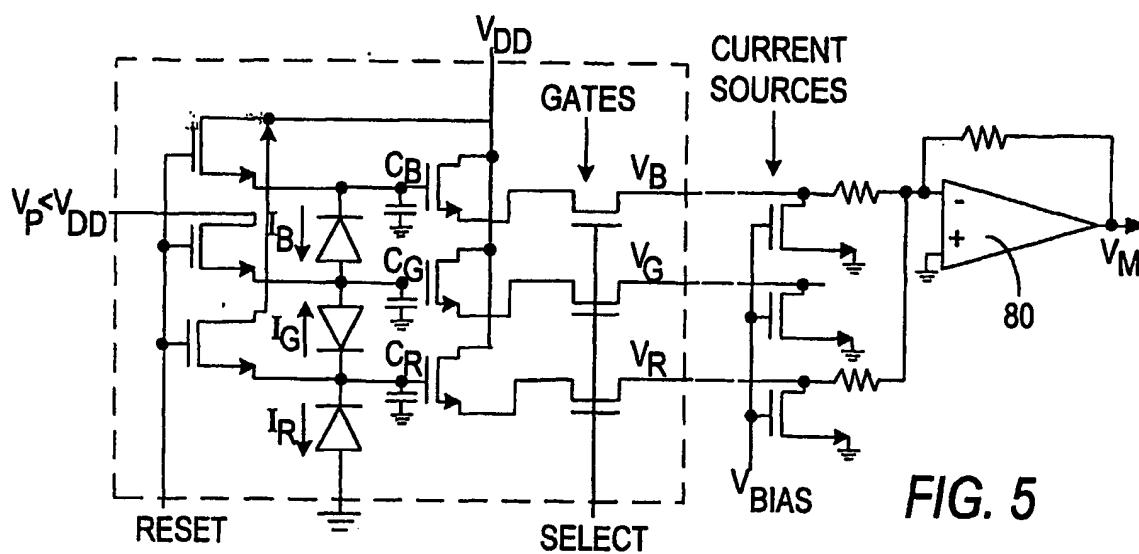 V_DD
CURRENT
SOURCES
GATES
C_B
V_B
V_P<V_DD
I_B
-
+
V_M
C_G
V_G
80
I_G
C_R
V_R
I_R
V_BIAS
FIG. 5
RESET
SELECT